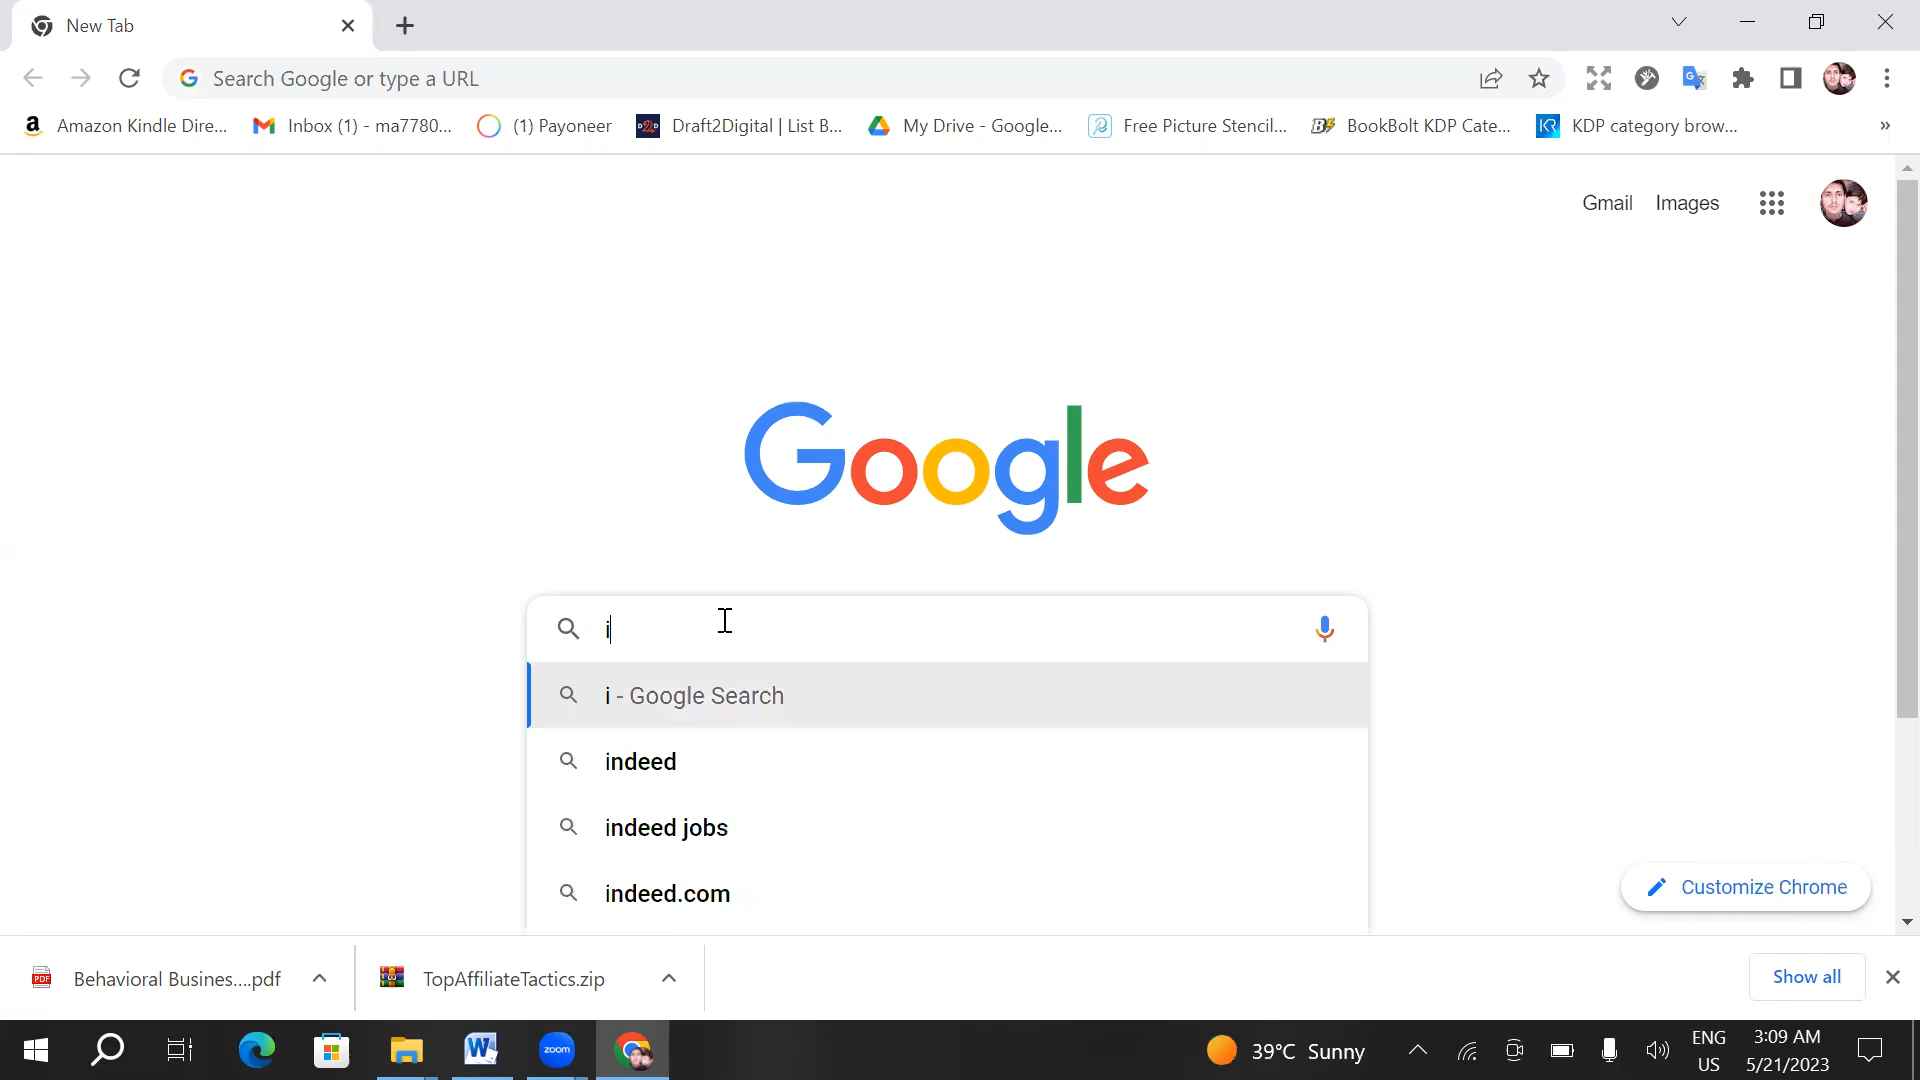 New Tab
Search Google or type a URL
Amazon Kindle Dire... Inbox (1) - ma7780... (1) Payoneer Draft2Digital | List B... My Drive - Google... Free Picture Stencil... BookBolt KDP Cate... KDP category brow... »
Gmail Images
Google
i
i - Google Search
indeed
indeed jobs
indeed.com
Customize Chrome
Behavioral Busines....pdf TopAffiliateTactics.zip Show all
39°C Sunny ENG 3:09 AM
US 5/21/2023